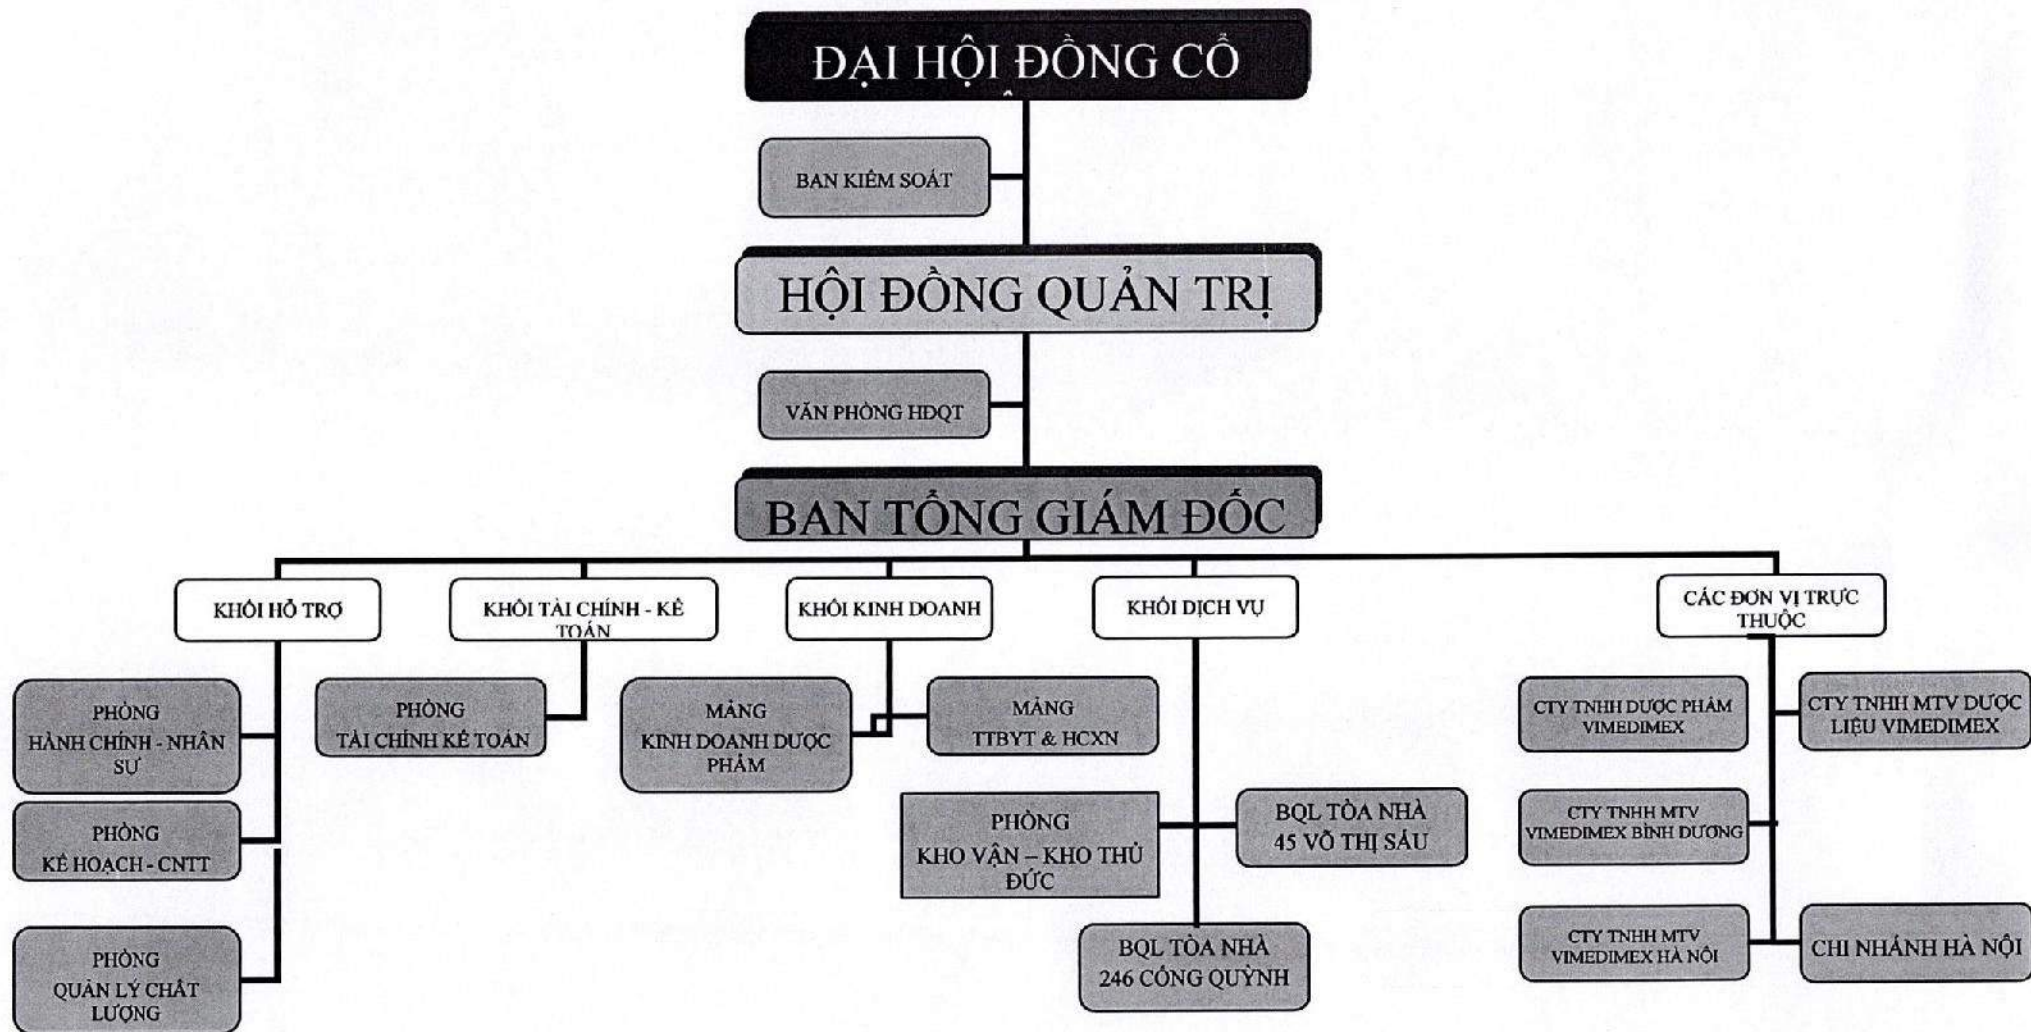 ĐẠI HỘI ĐỒNG CỔ
BAN KIỂM SOÁT
HỘI ĐỒNG QUẢN TRỊ
VĂN PHÒNG HĐQT
BAN TỔNG GIÁM ĐỐC
KHỐI HỖ TRỢ
KHỐI TÀI CHÍNH - KẾ
TOÁN
KHỐI KINH DOANH
KHỐI DỊCH VỤ
CÁC ĐƠN VỊ TRỰC
THUỘC
PHÒNG
HÀNH CHÍNH - NHÂN
SỰ
PHÒNG
TÀI CHÍNH KẾ TOÁN
MẢNG
KINH DOANH DƯỢC
PHẨM
MẢNG
TTBYT & HCXN
CTY TNHH DƯỢC PHẨM
VIMEDIMEX
CTY TNHH MTV DƯỢC
LIỆU VIMEDIMEX
PHÒNG
KẾ HOẠCH - CNTT
PHÒNG
KHO VẬN – KHO THỦ
ĐỨC
BQL TÒA NHÀ
45 VÕ THỊ SÁU
CTY TNHH MTV
VIMEDIMEX BÌNH DƯƠNG
PHÒNG
QUẢN LÝ CHẤT
LƯỢNG
BQL TÒA NHÀ
246 CỐNG QUỲNH
CTY TNHH MTV
VIMEDIMEX HÀ NỘI
CHI NHÁNH HÀ NỘI